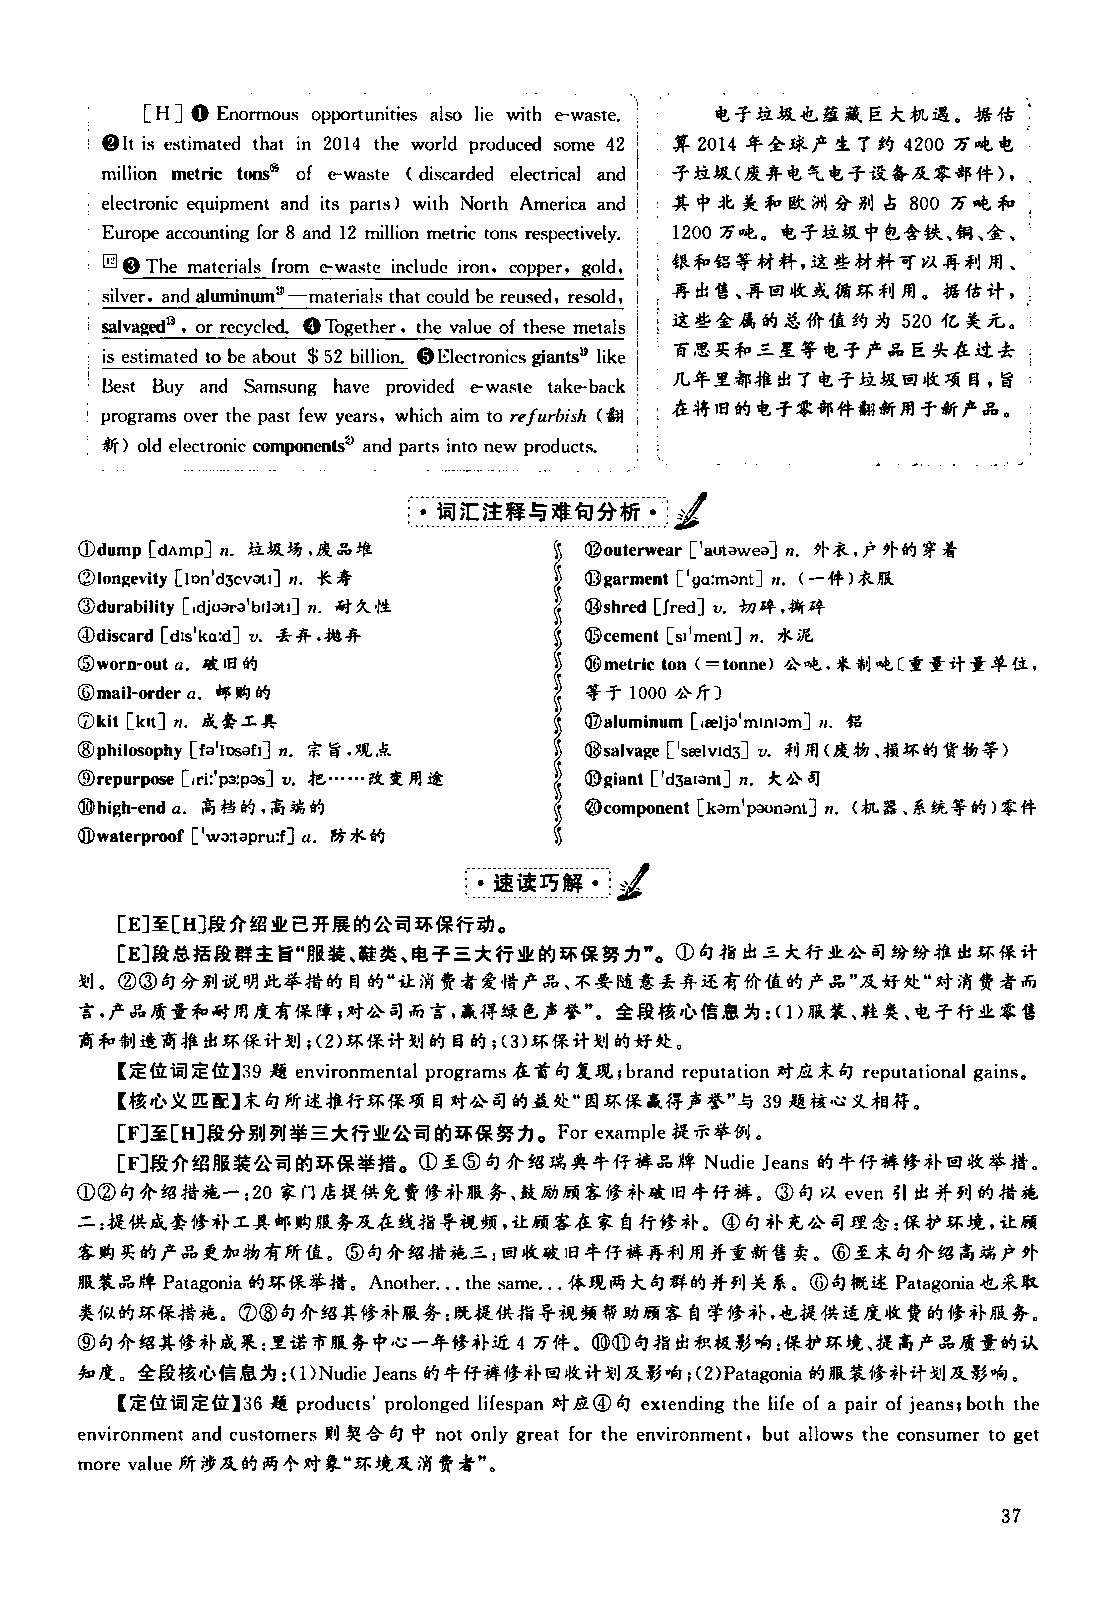 [H] ❶ Enormous opportunities also lie with e-waste.
❷It is estimated that in 2014 the world produced some 42
million metric tons⑯ of e-waste (discarded electrical and
electronic equipment and its parts) with North America and
Europe accounting for 8 and 12 million metric tons respectively.
❸ The materials from e-waste include iron, copper, gold,
silver, and aluminum⑰—materials that could be reused, resold,
salvaged⑱, or recycled. ❹Together, the value of these metals
is estimated to be about $52 billion. ❺Electronics giants⑲ like
Best Buy and Samsung have provided e-waste take-back
programs over the past few years, which aim to refurbish (翻
新) old electronic components⑳ and parts into new products.
电子垃圾也蕴藏巨大机遇。据估
算2014年全球产生了约4200万吨电
子垃圾(废弃电气电子设备及零部件),
其中北美和欧洲分别占800万吨和
1200万吨。电子垃圾中包含铁、铜、金、
银和铝等材料,这些材料可以再利用、
再出售、再回收或循环利用。据估计,
这些金属的总价值约为520亿美元。
百思买和三星等电子产品巨头在过去
几年里都推出了电子垃圾回收项目,旨
在将旧的电子零部件翻新用于新产品。
·词汇注释与难句分析·
①dump [dʌmp] n. 垃圾场,废品堆
②longevity [lɒn'dʒevəti] n. 长寿
③durability [ˌdjʊərə'bɪləti] n. 耐久性
④discard [dɪs'kɑːd] v. 丢弃,抛弃
⑤worn-out a. 破旧的
⑥mail-order a. 邮购的
⑦kit [kɪt] n. 成套工具
⑧philosophy [fə'lɒsəfi] n. 宗旨,观点
⑨repurpose [ˌriː'pɜːpəs] v. 把……改变用途
⑩high-end a. 高档的,高端的
⑪waterproof ['wɔːtəpruːf] a. 防水的
⑫outerwear ['aʊtəweə] n. 外衣,户外的穿着
⑬garment ['gɑːmənt] n. (一件)衣服
⑭shred [ʃred] v. 切碎,撕碎
⑮cement [sɪ'ment] n. 水泥
⑯metric ton (=tonne) 公吨,米制吨〔重量计量单位,
等于1000公斤〕
⑰aluminum [ˌæljə'mɪnɪəm] n. 铝
⑱salvage ['sælvɪdʒ] v. 利用(废物、损坏的货物等)
⑲giant ['dʒaɪənt] n. 大公司
⑳component [kəm'pəʊnənt] n. (机器、系统等的)零件
·速读巧解·
[E]至[H]段介绍业已开展的公司环保行动。
[E]段总括段群主旨“服装、鞋类、电子三大行业的环保努力”。①句指出三大行业公司纷纷推出环保计
划。②③句分别说明此举措的目的“让消费者爱惜产品、不要随意丢弃还有价值的产品”及好处“对消费者而
言,产品质量和耐用度有保障;对公司而言,赢得绿色声誉”。全段核心信息为:(1)服装、鞋类、电子行业零售
商和制造商推出环保计划;(2)环保计划的目的;(3)环保计划的好处。
【定位词定位】39题 environmental programs 在首句复现;brand reputation 对应末句 reputational gains。
【核心义匹配】末句所述推行环保项目对公司的益处“因环保赢得声誉”与39题核心义相符。
[F]至[H]段分别列举三大行业公司的环保努力。For example 提示举例。
[F]段介绍服装公司的环保举措。①至⑤句介绍瑞典牛仔裤品牌 Nudie Jeans 的牛仔裤修补回收举措。
①②句介绍措施一:20家门店提供免费修补服务、鼓励顾客修补破旧牛仔裤。③句以 even 引出并列的措施
二:提供成套修补工具邮购服务及在线指导视频,让顾客在家自行修补。④句补充公司理念:保护环境,让顾
客购买的产品更加物有所值。⑤句介绍措施三:回收破旧牛仔裤再利用并重新售卖。⑥至末句介绍高端户外
服装品牌 Patagonia 的环保举措。Another... the same... 体现两大句群的并列关系。⑥句概述 Patagonia 也采取
类似的环保措施。⑦⑧句介绍其修补服务:既提供指导视频帮助顾客自学修补,也提供适度收费的修补服务。
⑨句介绍其修补成果:里诺市服务中心一年修补近4万件。⑩⑪句指出积极影响:保护环境、提高产品质量的认
知度。全段核心信息为:(1)Nudie Jeans 的牛仔裤修补回收计划及影响;(2)Patagonia 的服装修补计划及影响。
【定位词定位】36题 products' prolonged lifespan 对应④句 extending the life of a pair of jeans;both the
environment and customers 则契合句中 not only great for the environment, but allows the consumer to get
more value 所涉及的两个对象“环境及消费者”。
37